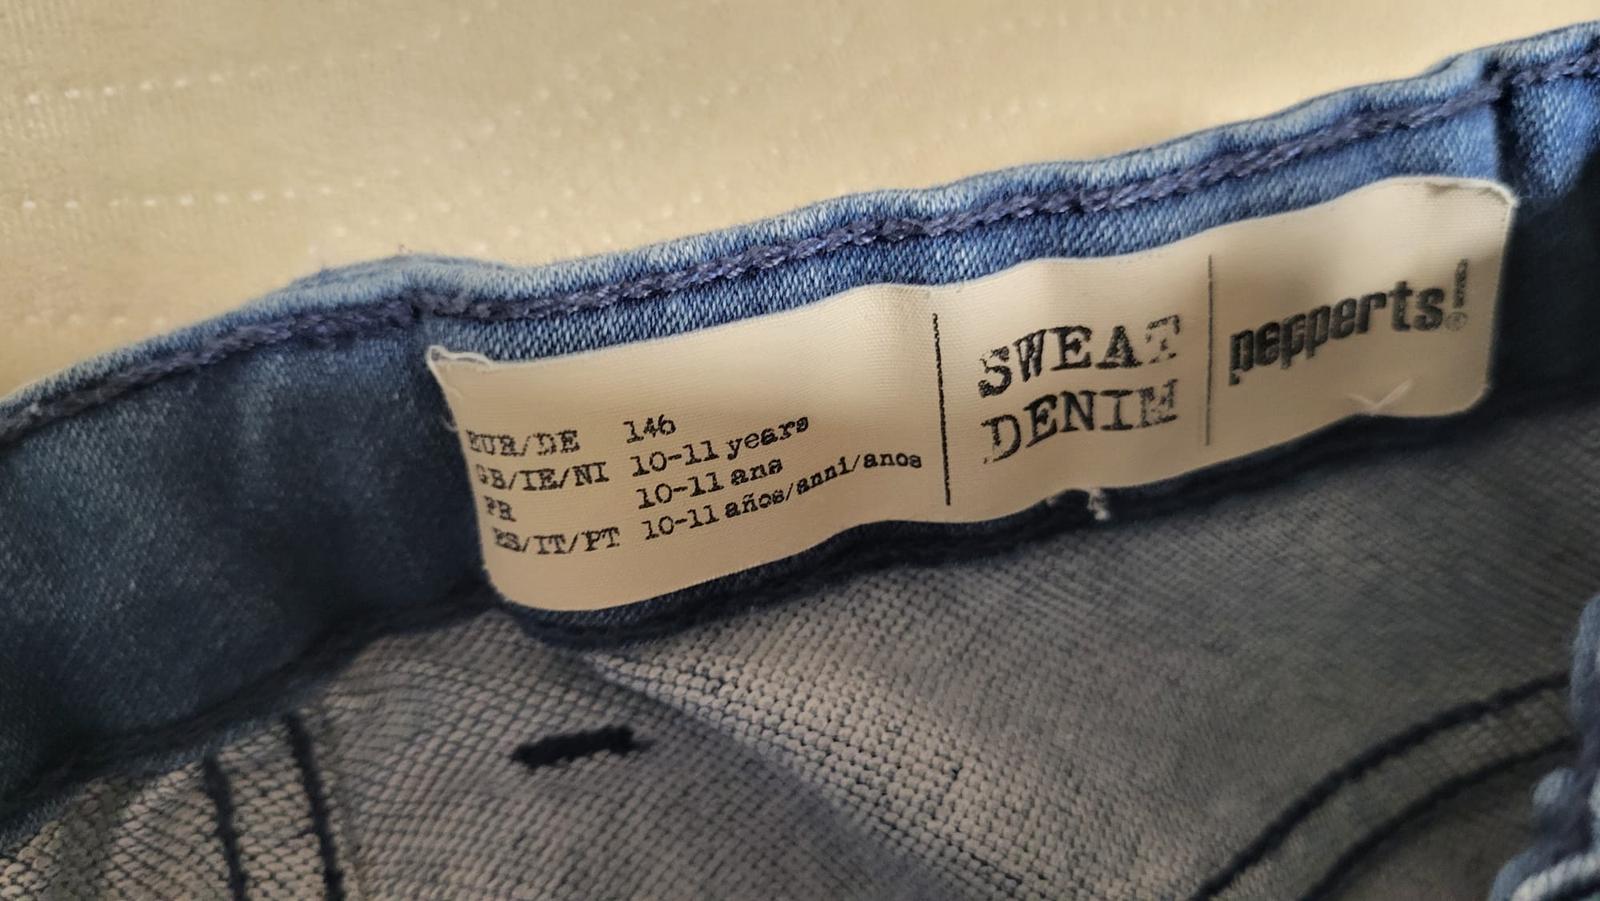 EUR/DE 146
GB/IE/NI 10-11 years
FR 10-11 ans
ES/IT/PT 10-11 años/anni/anos
SWEAT
DENIM
pepperts!®